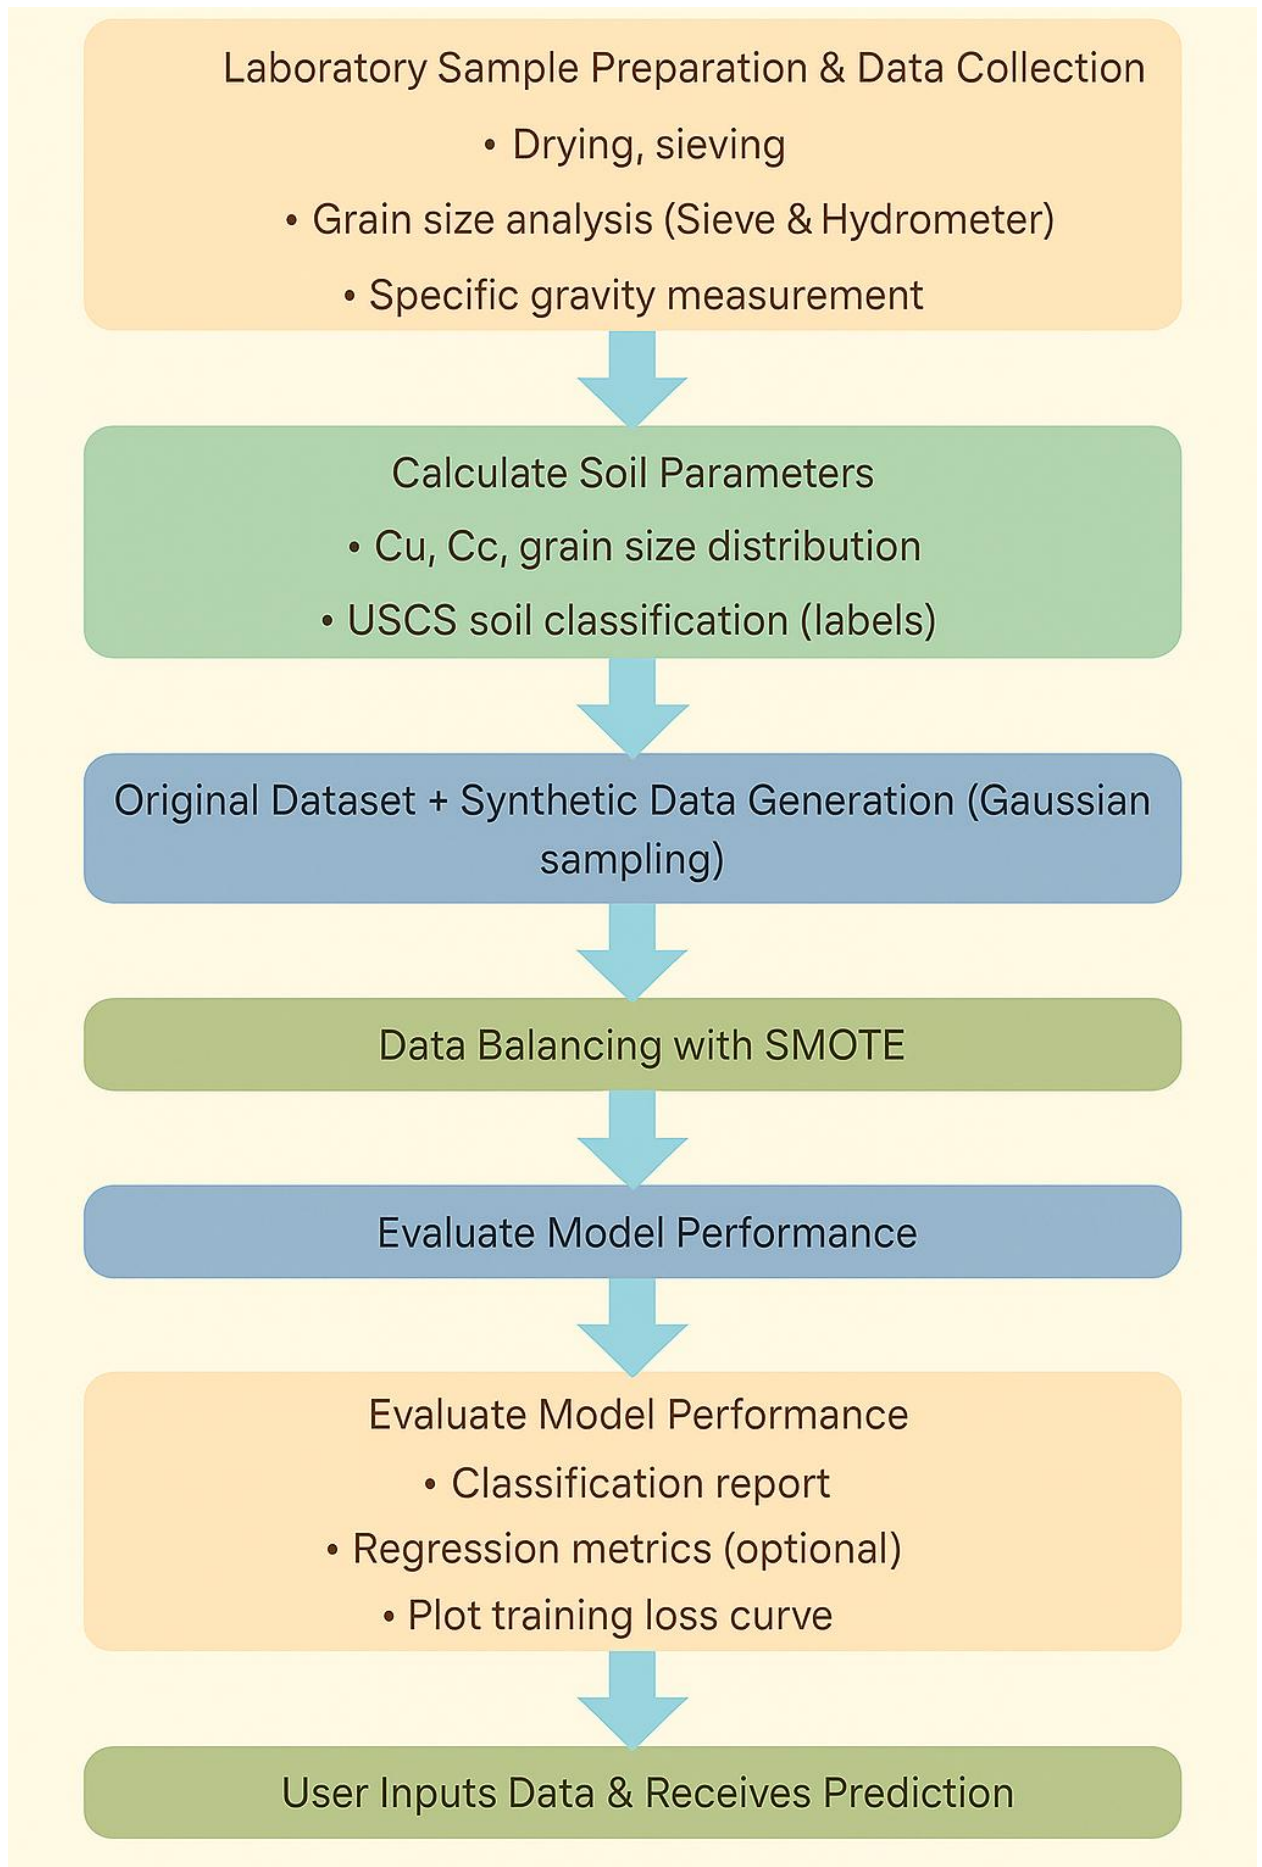 Laboratory Sample Preparation & Data Collection
• Drying, sieving
• Grain size analysis (Sieve & Hydrometer)
• Specific gravity measurement
Calculate Soil Parameters
• Cu, Cc, grain size distribution
• USCS soil classification (labels)
Original Dataset + Synthetic Data Generation (Gaussian
sampling)
Data Balancing with SMOTE
Evaluate Model Performance
Evaluate Model Performance
• Classification report
• Regression metrics (optional)
• Plot training loss curve
User Inputs Data & Receives Prediction